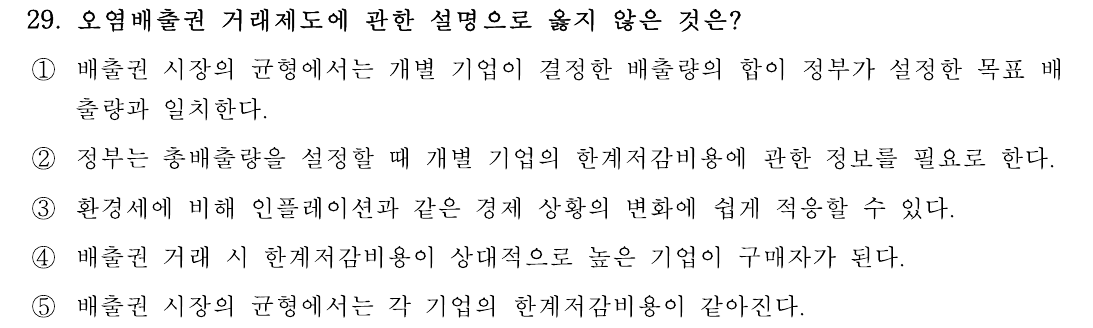 29. 오염배출권 거래제도에 관한 설명으로 옳지 않은 것은?
① 배출권 시장의 균형에서는 개별 기업이 결정한 배출량의 합이 정부가 설정한 목표 배
출량과 일치한다.
② 정부는 총배출량을 설정할 때 개별 기업의 한계저감비용에 관한 정보를 필요로 한다.
③ 환경세에 비해 인플레이션과 같은 경제 상황의 변화에 쉽게 적응할 수 있다.
④ 배출권 거래 시 한계저감비용이 상대적으로 높은 기업이 구매자가 된다.
⑤ 배출권 시장의 균형에서는 각 기업의 한계저감비용이 같아진다.